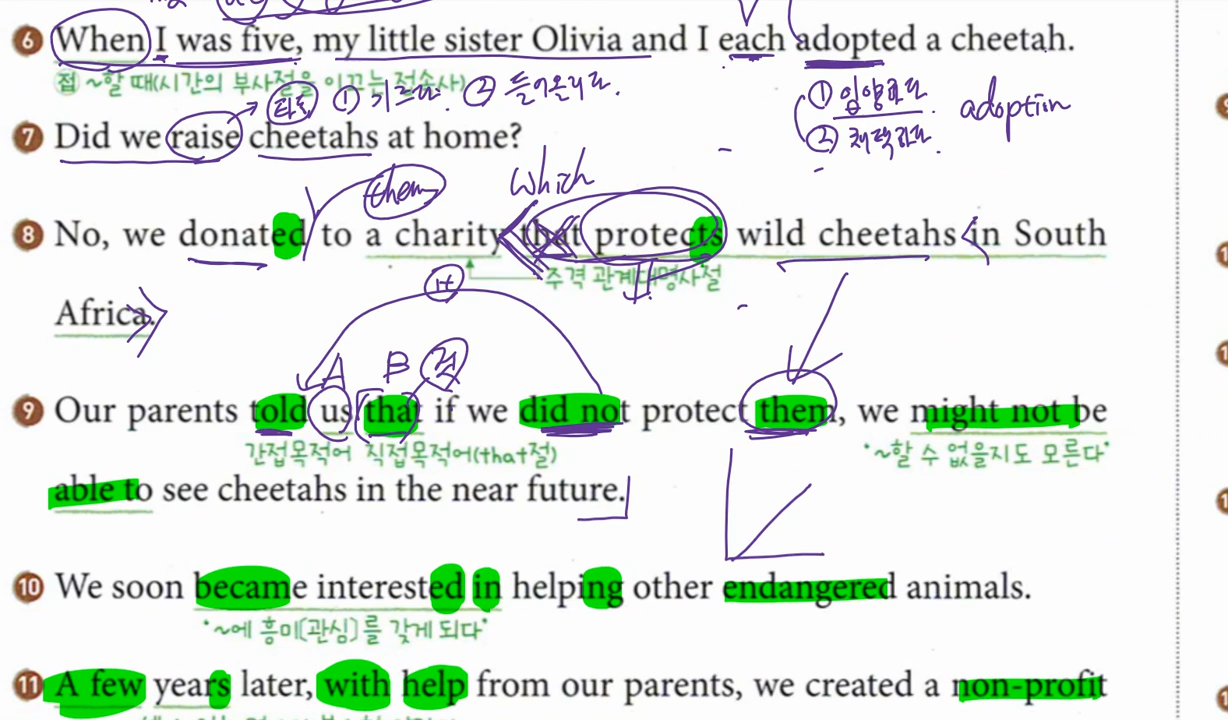 6 When I was five, my little sister Olivia and I each adopted a cheetah.
접 ~할 때(시간의 부사절을 이끄는 접속사)
타동 ① 기르다. ② 들어올리다.
① 입양하다. adoption
② 채택하다.
7 Did we raise cheetahs at home?
them which
8 No, we donated to a charity that protects wild cheetahs in South
주격 관계대명사절
Africa.
it
A B 접
9 Our parents told us that if we did not protect them, we might not be
간접목적어 직접목적어(that절) '~할 수 없을지도 모른다'
able to see cheetahs in the near future.
10 We soon became interested in helping other endangered animals.
'~에 흥미[관심]를 갖게 되다'
11 A few years later, with help from our parents, we created a non-profit